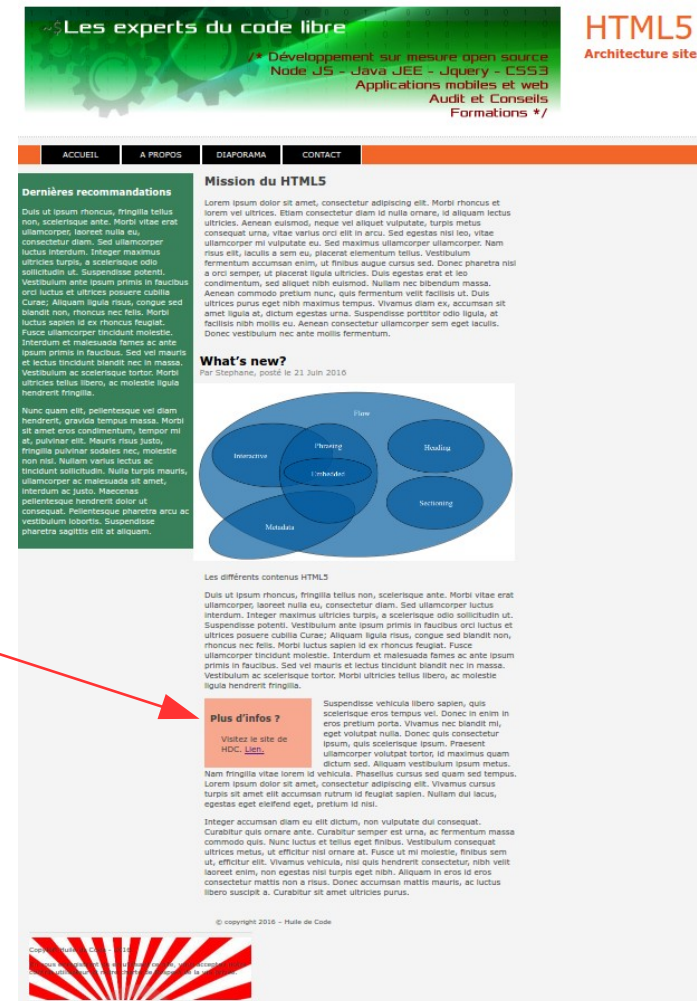 ~$Les experts du code libre
/* Développement sur mesure open source
Node JS - Java JEE - Jquery - CSS3
Applications mobiles et web
Audit et Conseils
Formations */
HTML5
Architecture site
ACCUEIL
A PROPOS
DIAPORAMA
CONTACT
Dernières recommandations
Duis ut ipsum rhoncus, fringilla tellus
non, scelerisque ante. Morbi vitae erat
ullamcorper, laoreet nulla eu,
consectetur diam. Sed ullamcorper
luctus interdum. Integer maximus
ultricies turpis, a scelerisque odio
sollicitudin ut. Suspendisse potenti.
Vestibulum ante ipsum primis in faucibus
orci luctus et ultrices posuere cubilia
Curae; Aliquam ligula risus, congue sed
blandit non, rhoncus nec felis. Morbi
luctus sapien id ex rhoncus feugiat.
Fusce ullamcorper tincidunt molestie.
Interdum et malesuada fames ac ante
ipsum primis in faucibus. Sed vel mauris
et lectus tincidunt blandit nec in massa.
Vestibulum ac scelerisque tortor. Morbi
ultricies tellus libero, ac molestie ligula
hendrerit fringilla.
Nunc quam elit, pellentesque vel diam
hendrerit, gravida tempus massa. Morbi
sit amet eros condimentum, tempor mi
at, pulvinar elit. Mauris risus justo,
fringilla pulvinar sodales nec, molestie
non nisl. Nullam varius lectus ac
tincidunt sollicitudin. Nulla turpis mauris,
ullamcorper ac malesuada sit amet,
interdum ac justo. Maecenas
pellentesque hendrerit dolor ut
consequat. Pellentesque pharetra arcu ac
vestibulum lobortis. Suspendisse
pharetra sagittis elit at aliquam.
Mission du HTML5
Lorem ipsum dolor sit amet, consectetur adipiscing elit. Morbi rhoncus et
lorem vel ultrices. Etiam consectetur diam id nulla ornare, id aliquam lectus
ultricies. Aenean euismod, neque vel aliquet vulputate, turpis metus
consequat urna, vitae varius orci elit in arcu. Sed egestas nisi leo, vitae
ullamcorper mi vulputate eu. Sed maximus ullamcorper ullamcorper. Nam
risus elit, iaculis a sem eu, placerat elementum tellus. Vestibulum
fermentum accumsan enim, ut finibus augue cursus sed. Donec pharetra nisl
a orci semper, ut placerat ligula ultricies. Duis egestas erat et leo
condimentum, sed aliquet nibh euismod. Nullam nec bibendum massa.
Aenean commodo pretium nunc, quis fermentum velit facilisis ut. Duis
ultrices purus eget nibh maximus tempus. Vivamus diam ex, accumsan sit
amet ligula at, dictum egestas urna. Suspendisse porttitor odio ligula, at
facilisis nibh mollis eu. Aenean consectetur ullamcorper sem eget iaculis.
Donec vestibulum nec ante mollis fermentum.
What's new?
Par Stephane, posté le 21 Juin 2016
Flow
Phrasing
Heading
Interactive
Embedded
Sectioning
Metadata
Les différents contenus HTML5
Duis ut ipsum rhoncus, fringilla tellus non, scelerisque ante. Morbi vitae erat
ullamcorper, laoreet nulla eu, consectetur diam. Sed ullamcorper luctus
interdum. Integer maximus ultricies turpis, a scelerisque odio sollicitudin ut.
Suspendisse potenti. Vestibulum ante ipsum primis in faucibus orci luctus et
ultrices posuere cubilia Curae; Aliquam ligula risus, congue sed blandit non,
rhoncus nec felis. Morbi luctus sapien id ex rhoncus feugiat. Fusce
ullamcorper tincidunt molestie. Interdum et malesuada fames ac ante ipsum
primis in faucibus. Sed vel mauris et lectus tincidunt blandit nec in massa.
Vestibulum ac scelerisque tortor. Morbi ultricies tellus libero, ac molestie
ligula hendrerit fringilla.
Plus d'infos ?
Visitez le site de
HDC. Lien.
Suspendisse vehicula libero sapien, quis
scelerisque eros tempus vel. Donec in enim in
eros pretium porta. Vivamus nec blandit mi,
eget volutpat nulla. Donec quis consectetur
ipsum, quis scelerisque ipsum. Praesent
ullamcorper volutpat tortor, id maximus quam
dictum sed. Aliquam vestibulum ipsum metus.
Nam fringilla vitae lorem id vehicula. Phasellus cursus sed quam sed tempus.
Lorem ipsum dolor sit amet, consectetur adipiscing elit. Vivamus cursus
turpis sit amet elit accumsan rutrum id feugiat sapien. Nullam dui lacus,
egestas eget eleifend eget, pretium id nisl.
Integer accumsan diam eu elit dictum, non vulputate dui consequat.
Curabitur quis ornare ante. Curabitur semper est urna, ac fermentum massa
commodo quis. Nunc luctus et tellus eget finibus. Vestibulum consequat
ultrices metus, ut efficitur nisl ornare at. Fusce ut mi molestie, finibus sem
ut, efficitur elit. Vivamus vehicula, nisl quis hendrerit consectetur, nibh velit
laoreet enim, non egestas nisi turpis eget nibh. Aliquam in eros id eros
consectetur mattis non a risus. Donec accumsan mattis mauris, ac luctus
libero suscipit a. Curabitur sit amet ultricies purus.
© copyright 2016 – Huile de Code